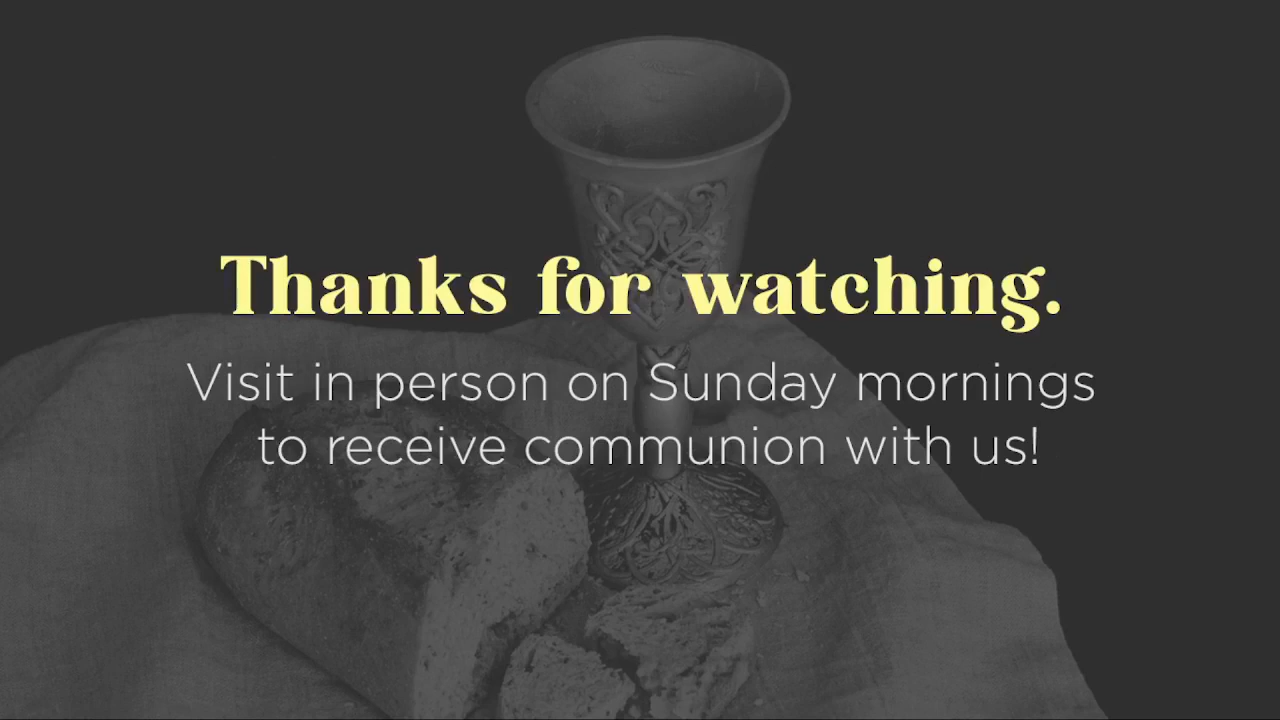 Thanks for watching.
Visit in person on Sunday mornings
to receive communion with us!